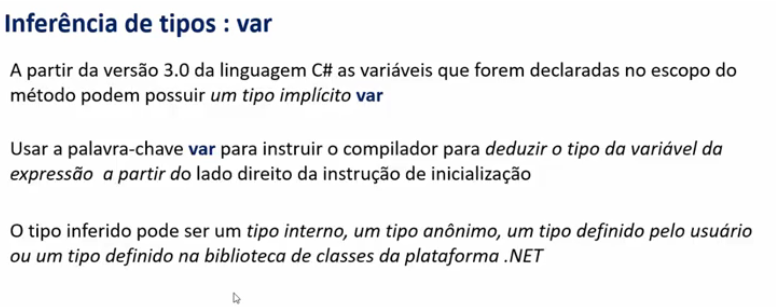 Inferência de tipos : var
A partir da versão 3.0 da linguagem C# as variáveis que forem declaradas no escopo do
método podem possuir um tipo implícito var
Usar a palavra-chave var para instruir o compilador para deduzir o tipo da variável da
expressão a partir do lado direito da instrução de inicialização
O tipo inferido pode ser um tipo interno, um tipo anônimo, um tipo definido pelo usuário
ou um tipo definido na biblioteca de classes da plataforma .NET